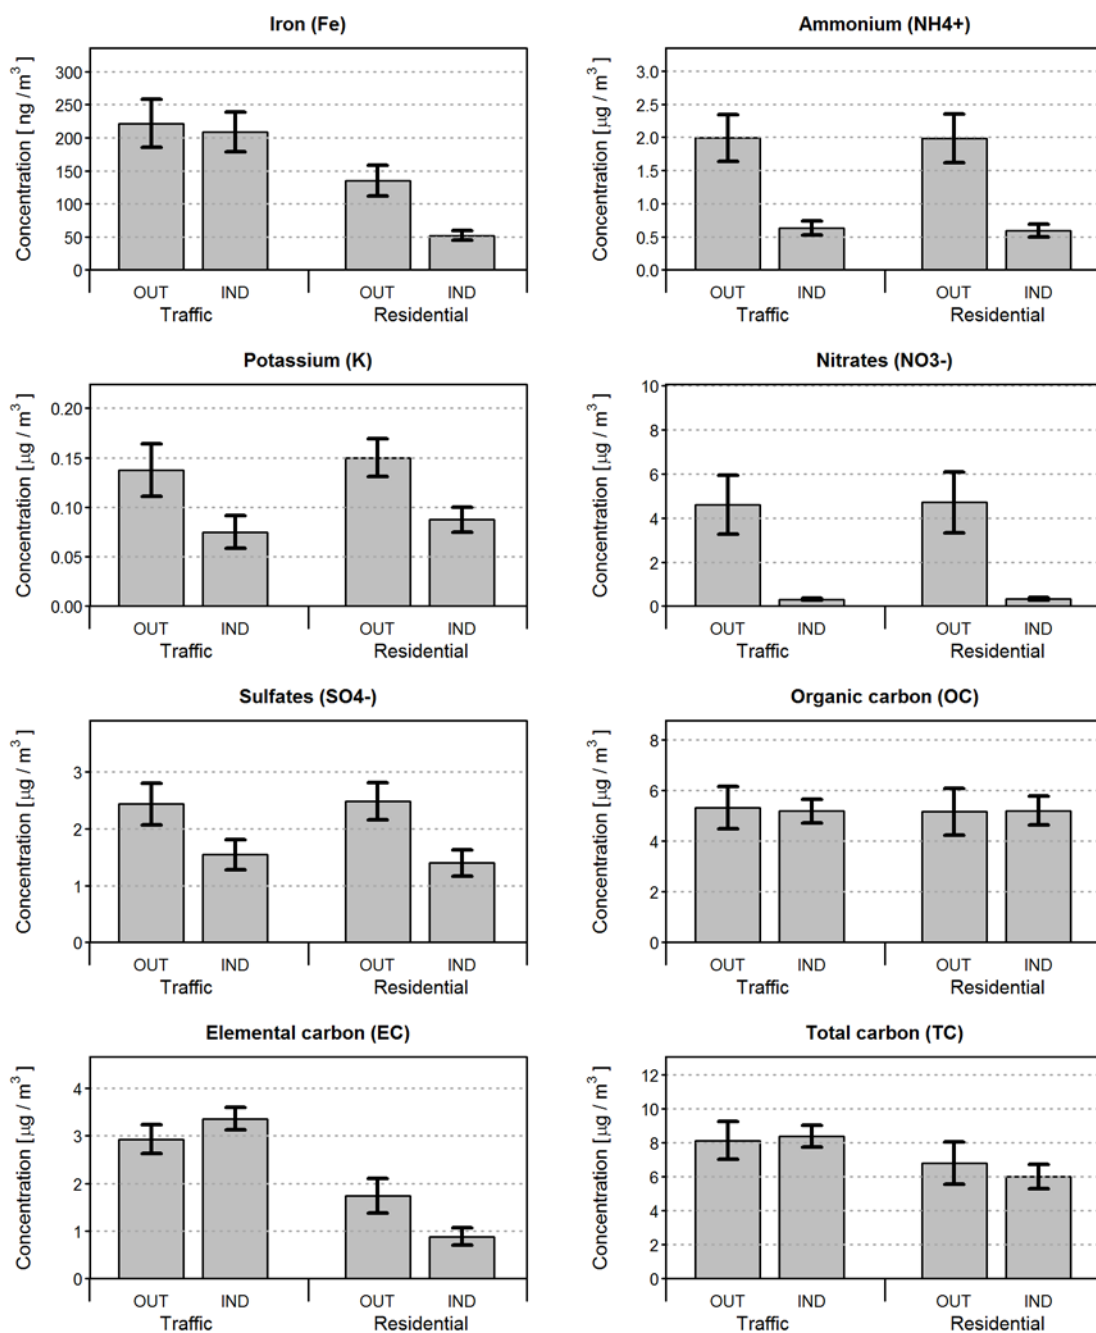 Iron (Fe)
Concentration [ ng / m³ ]
300
250
200
150
100
50
0
OUT IND OUT IND
Traffic Residential
Ammonium (NH4+)
Concentration [ µg / m³ ]
3.0
2.5
2.0
1.5
1.0
0.5
0.0
OUT IND OUT IND
Traffic Residential
Potassium (K)
Concentration [ µg / m³ ]
0.20
0.15
0.10
0.05
0.00
OUT IND OUT IND
Traffic Residential
Nitrates (NO3-)
Concentration [ µg / m³ ]
10
8
6
4
2
0
OUT IND OUT IND
Traffic Residential
Sulfates (SO4-)
Concentration [ µg / m³ ]
3
2
1
0
OUT IND OUT IND
Traffic Residential
Organic carbon (OC)
Concentration [ µg / m³ ]
8
6
4
2
0
OUT IND OUT IND
Traffic Residential
Elemental carbon (EC)
Concentration [ µg / m³ ]
4
3
2
1
0
OUT IND OUT IND
Traffic Residential
Total carbon (TC)
Concentration [ µg / m³ ]
12
10
8
6
4
2
0
OUT IND OUT IND
Traffic Residential